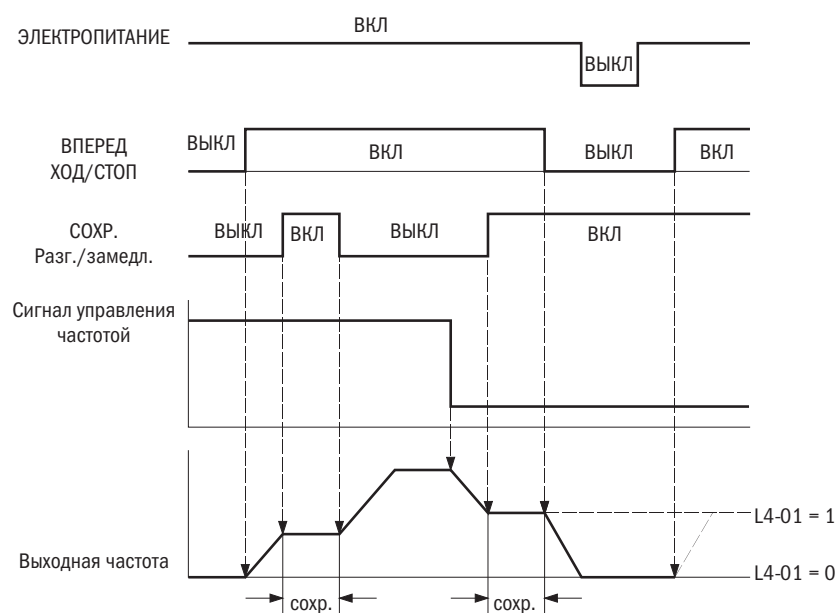 ВКЛ
ЭЛЕКТРОПИТАНИЕ
ВЫКЛ
ВПЕРЕД
ХОД/СТОП
ВЫКЛ
ВКЛ
ВЫКЛ
ВКЛ
СОХР.
Разг./замедл.
ВЫКЛ
ВКЛ
ВЫКЛ
ВКЛ
Сигнал управления
частотой
L4-01 = 1
Выходная частота
L4-01 = 0
сохр.
сохр.